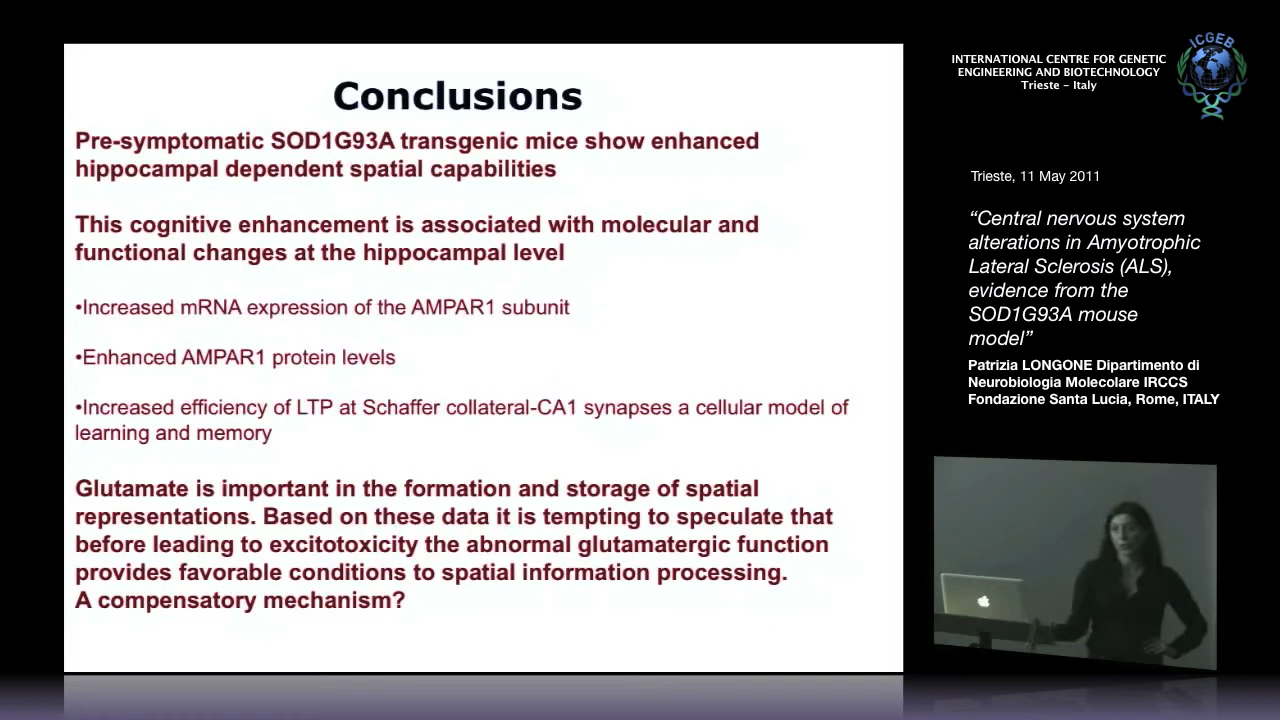 Conclusions
Pre-symptomatic SOD1G93A transgenic mice show enhanced
hippocampal dependent spatial capabilities
This cognitive enhancement is associated with molecular and
functional changes at the hippocampal level
•Increased mRNA expression of the AMPAR1 subunit
•Enhanced AMPAR1 protein levels
•Increased efficiency of LTP at Schaffer collateral-CA1 synapses a cellular model of
learning and memory
Glutamate is important in the formation and storage of spatial
representations. Based on these data it is tempting to speculate that
before leading to excitotoxicity the abnormal glutamatergic function
provides favorable conditions to spatial information processing.
A compensatory mechanism?
INTERNATIONAL CENTRE FOR GENETIC
ENGINEERING AND BIOTECHNOLOGY
Trieste - Italy
ICGEB
Trieste, 11 May 2011
“Central nervous system
alterations in Amyotrophic
Lateral Sclerosis (ALS),
evidence from the
SOD1G93A mouse
model”
Patrizia LONGONE Dipartimento di
Neurobiologia Molecolare IRCCS
Fondazione Santa Lucia, Rome, ITALY